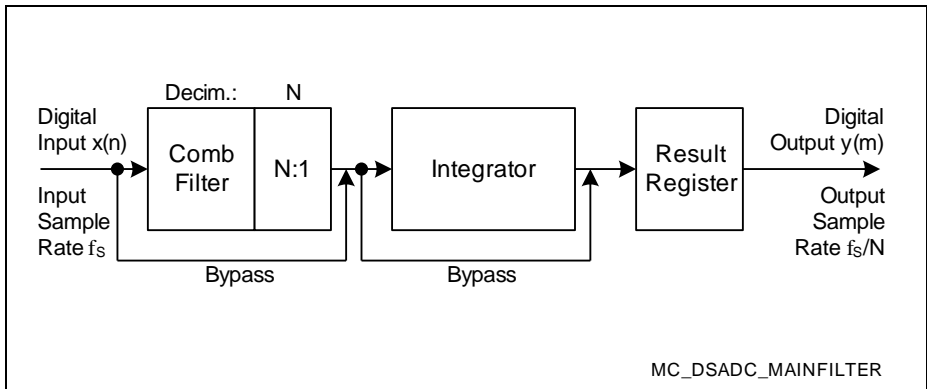 Decim.: N
Digital
Input x(n)
Input
Sample
Rate fS
Comb
Filter
N:1
Bypass
Integrator
Bypass
Result
Register
Digital
Output y(m)
Output
Sample
Rate fS/N
MC_DSADC_MAINFILTER